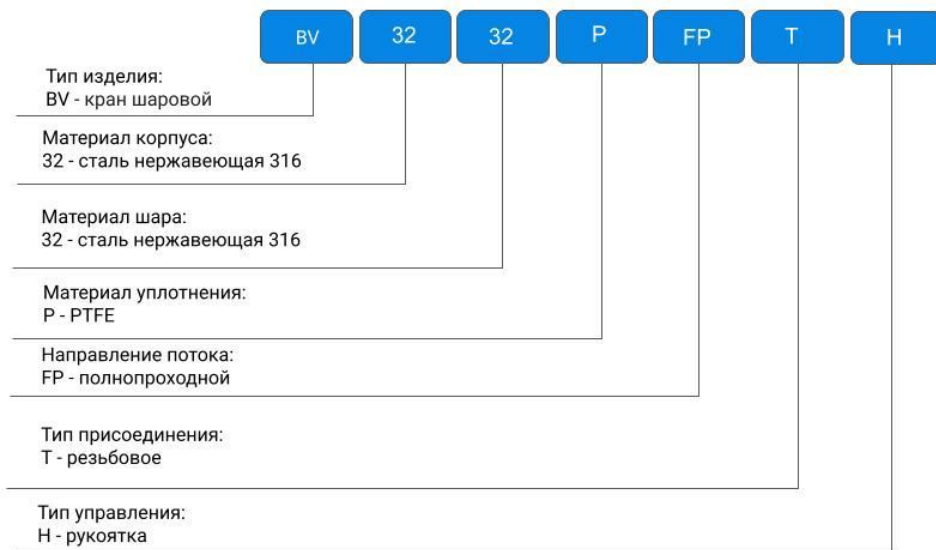 BV 32 32 P FP T H
Тип изделия:
BV - кран шаровой
Материал корпуса:
32 - сталь нержавеющая 316
Материал шара:
32 - сталь нержавеющая 316
Материал уплотнения:
P - PTFE
Направление потока:
FP - полнопроходной
Тип присоединения:
T - резьбовое
Тип управления:
H - рукоятка